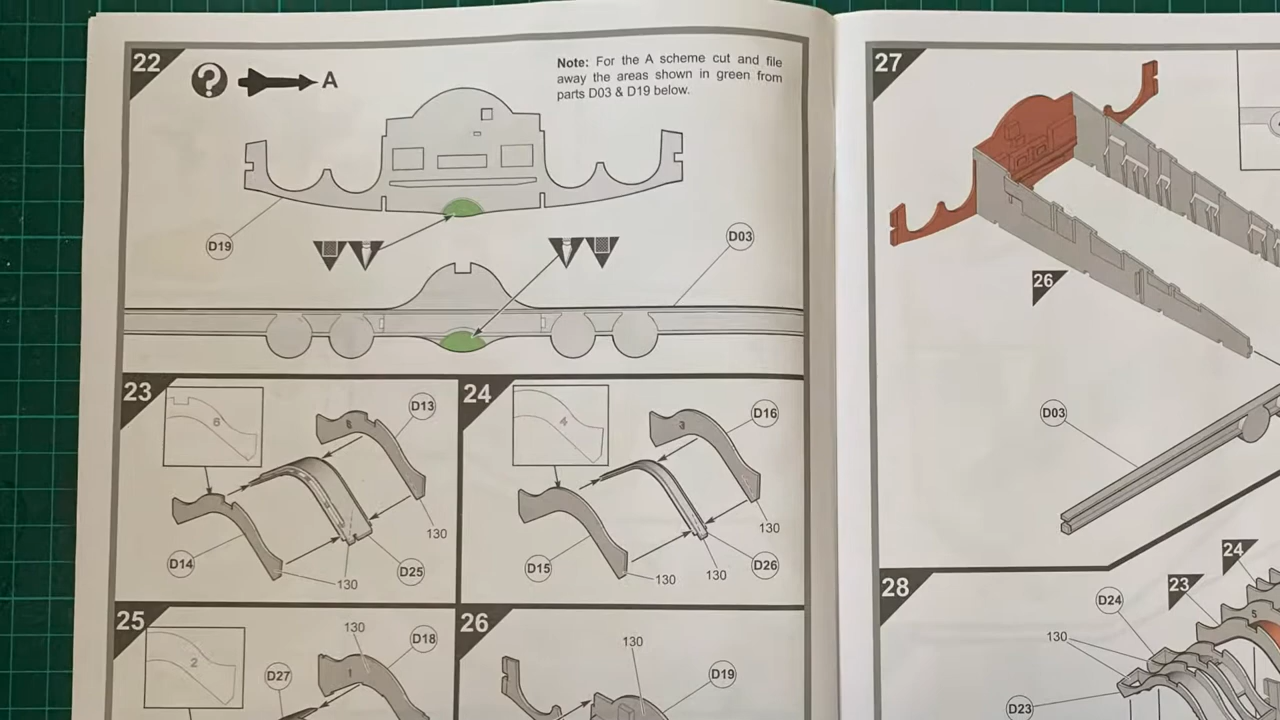 22
? A
Note: For the A scheme cut and file
away the areas shown in green from
parts D03 & D19 below.
D19
D03
23
6
D13
6
D14
130
D25
130
24
4
D16
3
D15
130
130
D26
130
25
2
130
D18
1
D27
26
130
D19
27
26
D03
28
24
23
D24
5
130
D23